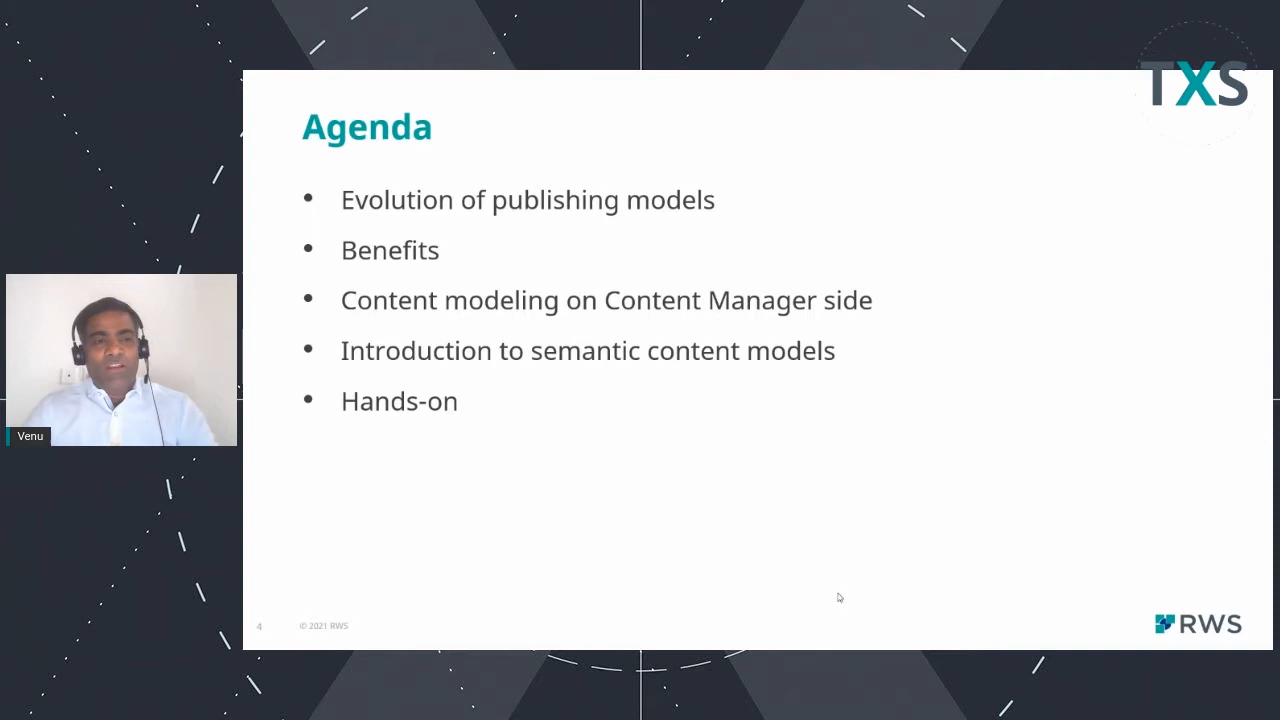 TXS
Agenda
• Evolution of publishing models
• Benefits
• Content modeling on Content Manager side
• Introduction to semantic content models
• Hands-on
Venu
4 © 2021 RWS
RWS